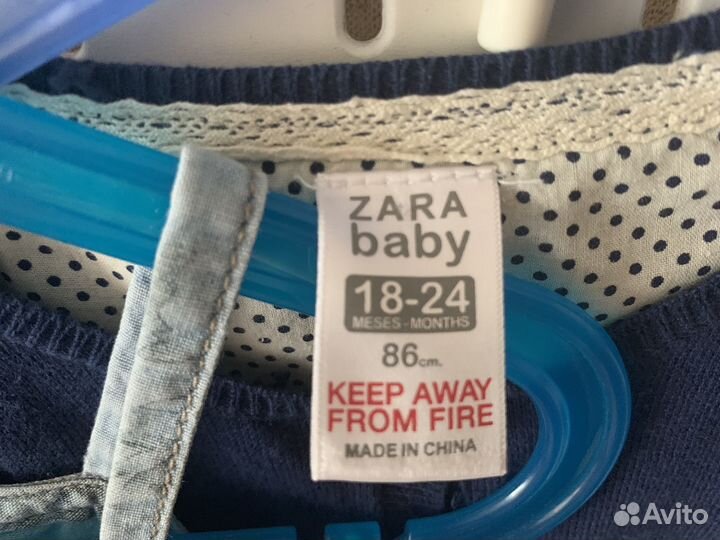 ZARA
baby
18-24
MESES-MONTHS
86cm.
KEEP AWAY
FROM FIRE
MADE IN CHINA
Avito